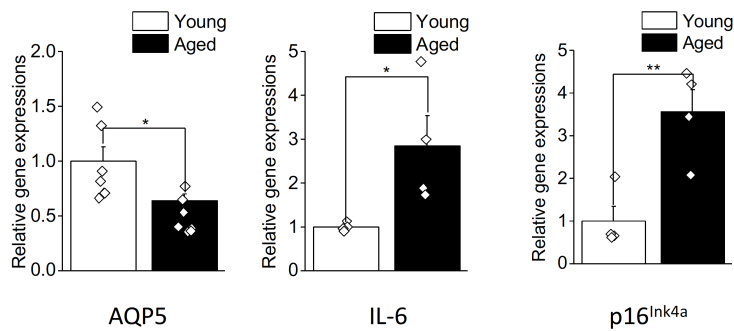 Young
Aged
Relative gene expressions
2.0
1.5
1.0
0.5
0.0
*
AQP5
Young
Aged
Relative gene expressions
5
4
3
2
1
0
*
IL-6
Young
Aged
Relative gene expressions
5
4
3
2
1
0
**
p16Ink4a